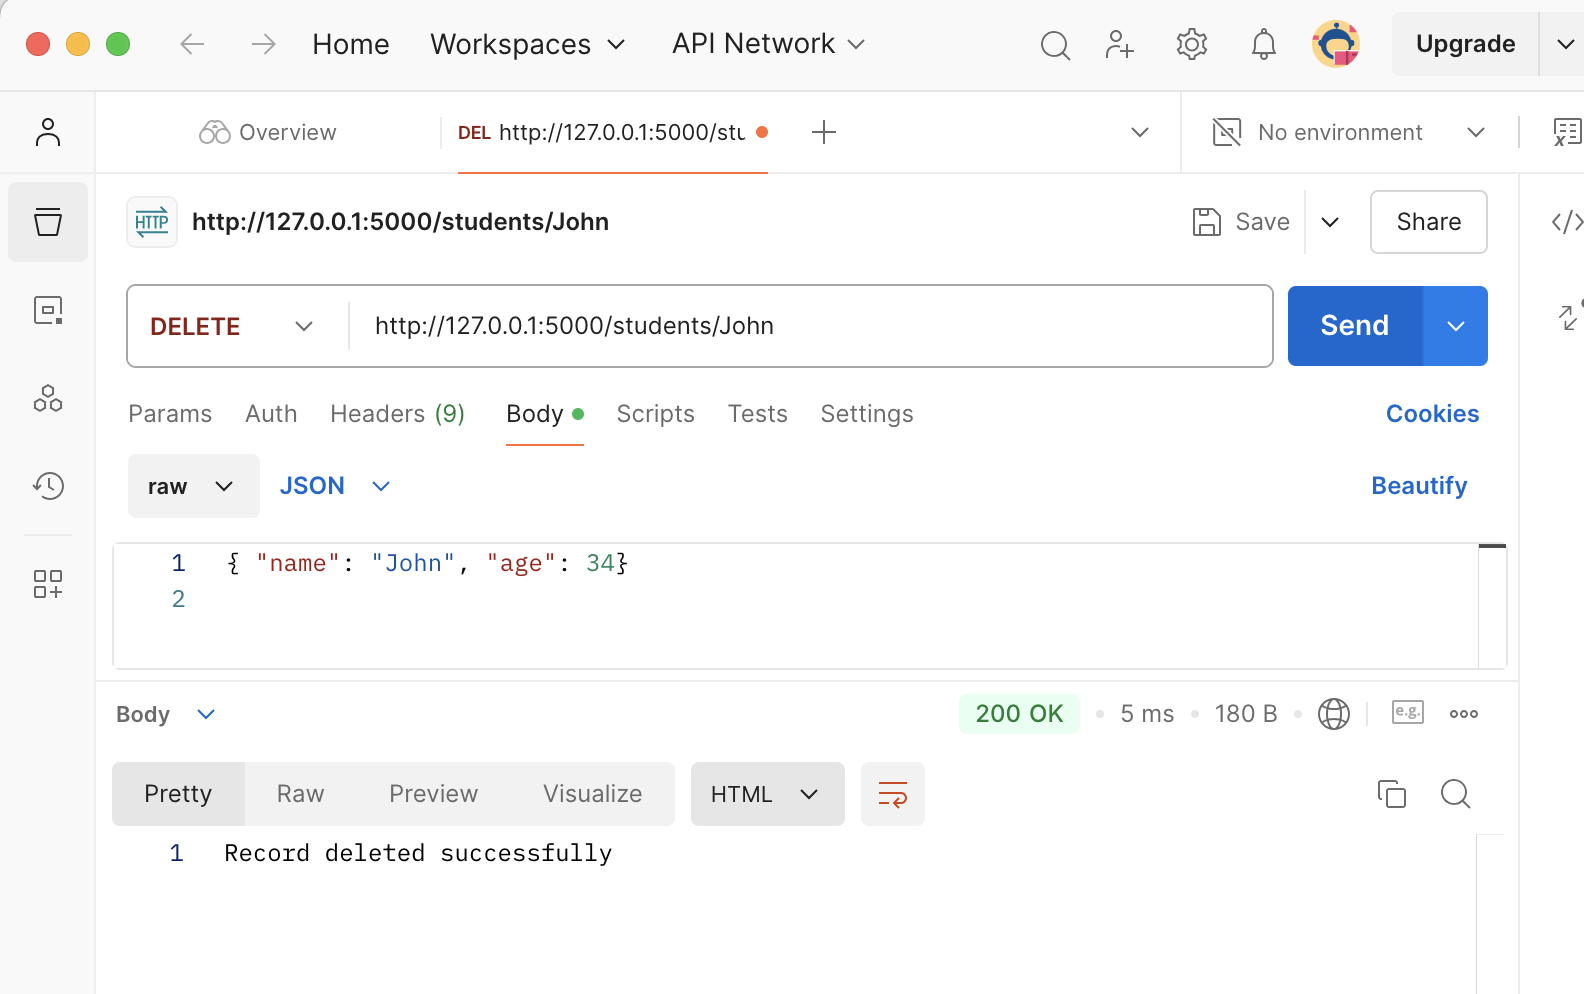 Home Workspaces API Network Upgrade
Overview DEL http://127.0.0.1:5000/stu No environment
HTTP http://127.0.0.1:5000/students/John Save Share
DELETE http://127.0.0.1:5000/students/John Send
Params Auth Headers (9) Body Scripts Tests Settings Cookies
raw JSON Beautify
1 { "name": "John", "age": 34}
2
Body 200 OK 5 ms 180 B e.g.
Pretty Raw Preview Visualize HTML
1 Record deleted successfully